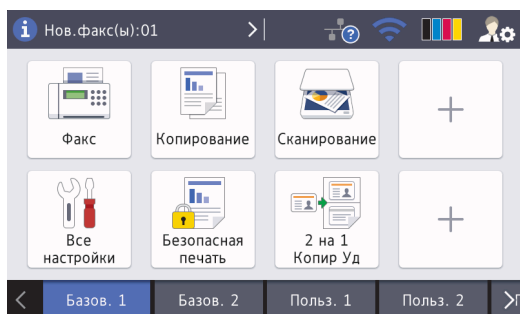 Нов.факс(ы):01
Факс
Копирование
Сканирование
Все
настройки
Безопасная
печать
2 на 1
Копир Уд
Базов. 1
Базов. 2
Польз. 1
Польз. 2